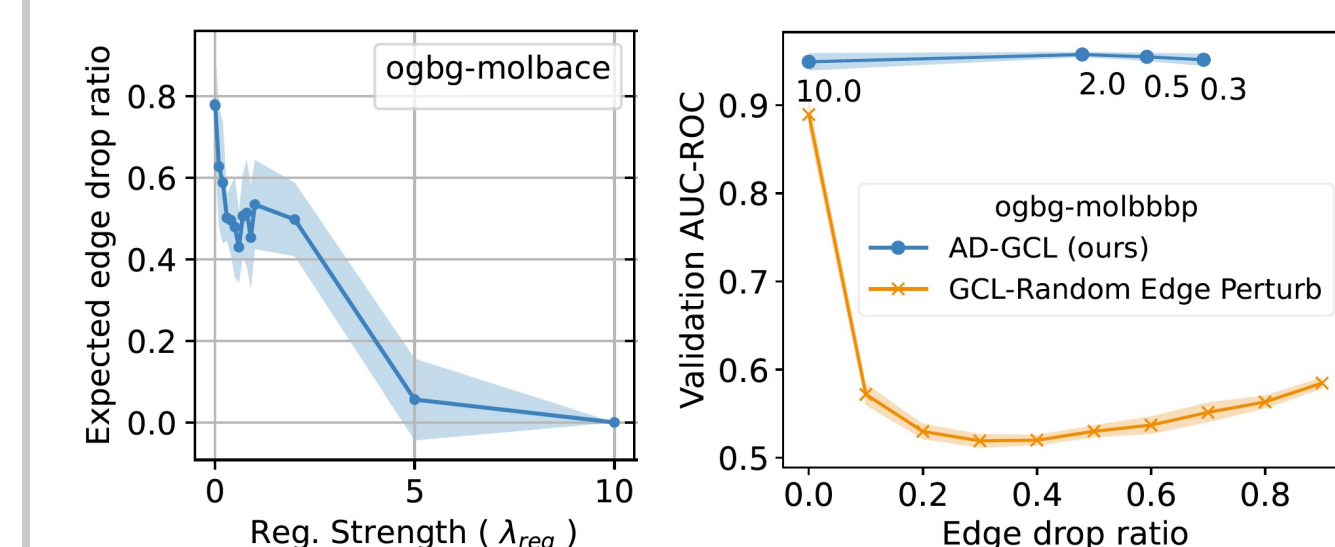 Expected edge drop ratio
0.8
0.6
0.4
0.2
0.0
ogbg-molbace
0
5
10
Reg. Strength ( λreg )
Validation AUC-ROC
0.9
0.8
0.7
0.6
0.5
10.0
2.0
0.5
0.3
ogbg-molbbbp
AD-GCL (ours)
GCL-Random Edge Perturb
0.0
0.2
0.4
0.6
0.8
Edge drop ratio